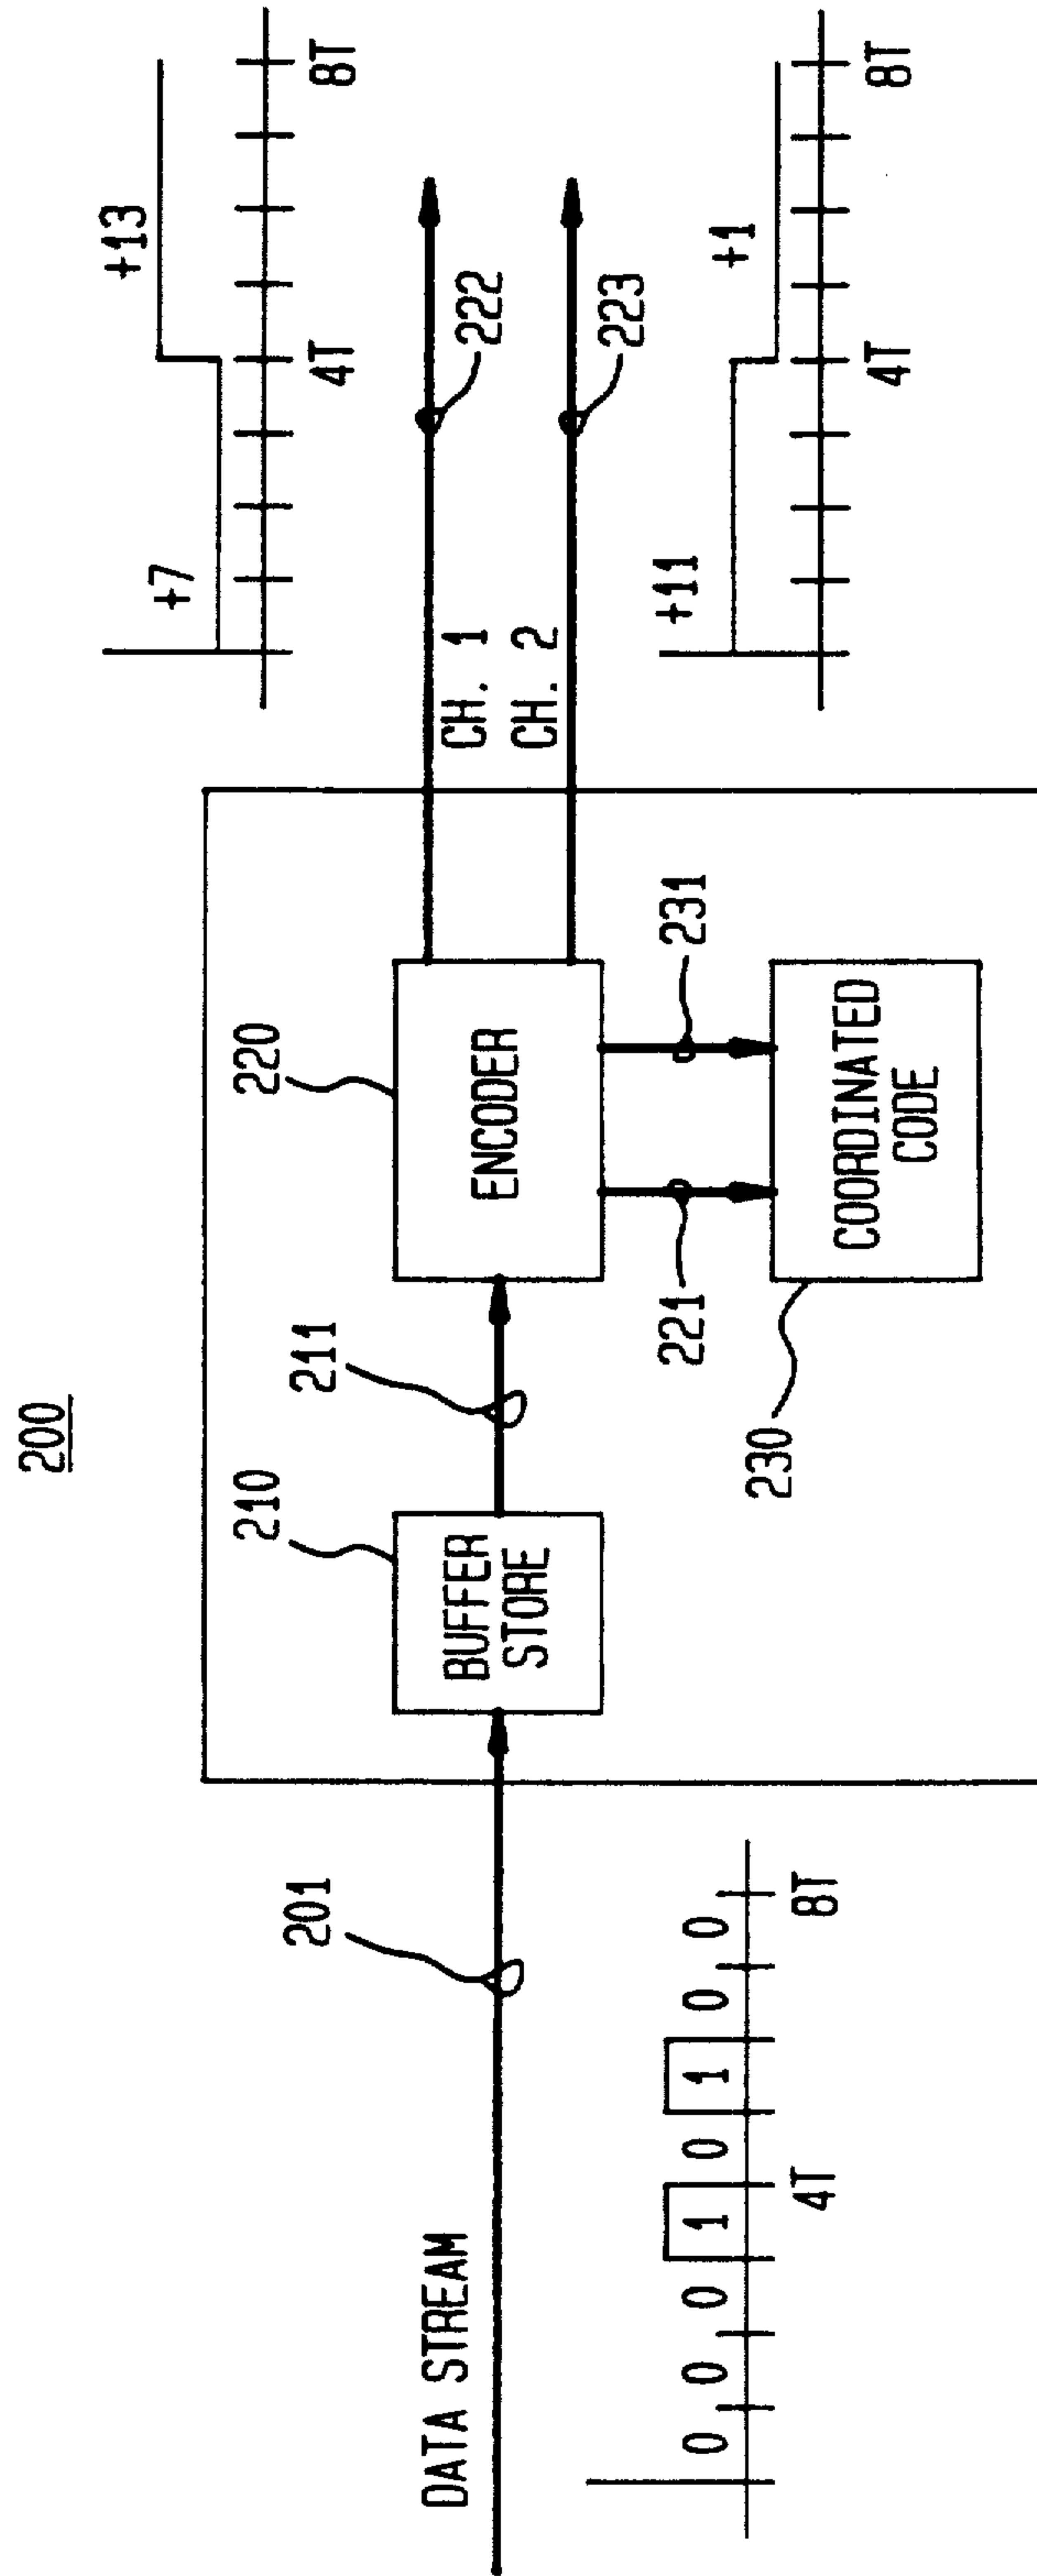 200
DATA STREAM
201
0 0 0 1 0 1 0 0
4T 8T
210
BUFFER
STORE
211
220
ENCODER
221
231
230
COORDINATED
CODE
CH. 1
CH. 2
222
223
+7 +13
4T 8T
+11 +1
4T 8T